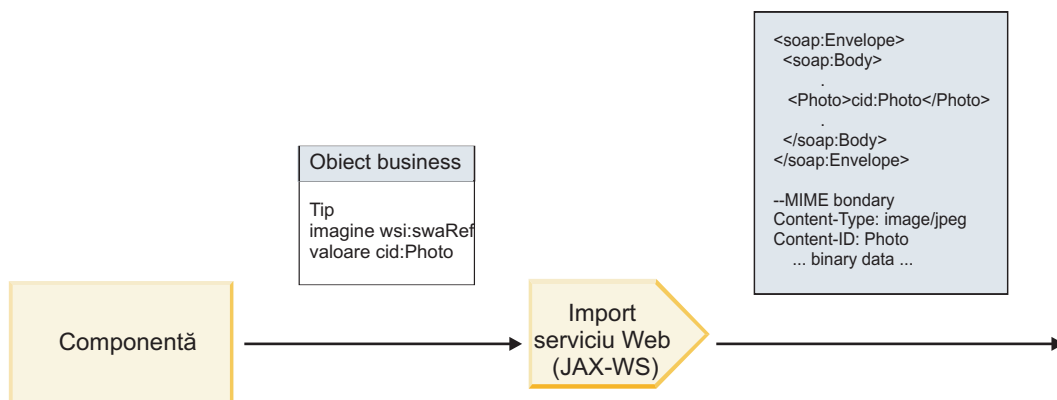 <soap:Envelope>
<soap:Body>
.
<Photo>cid:Photo</Photo>
.
</soap:Body>
</soap:Envelope>
--MIME bondary
Content-Type: image/jpeg
Content-ID: Photo
... binary data ...
Obiect business
Tip
imagine wsi:swaRef
valoare cid:Photo
Componentă
Import
serviciu Web
(JAX-WS)